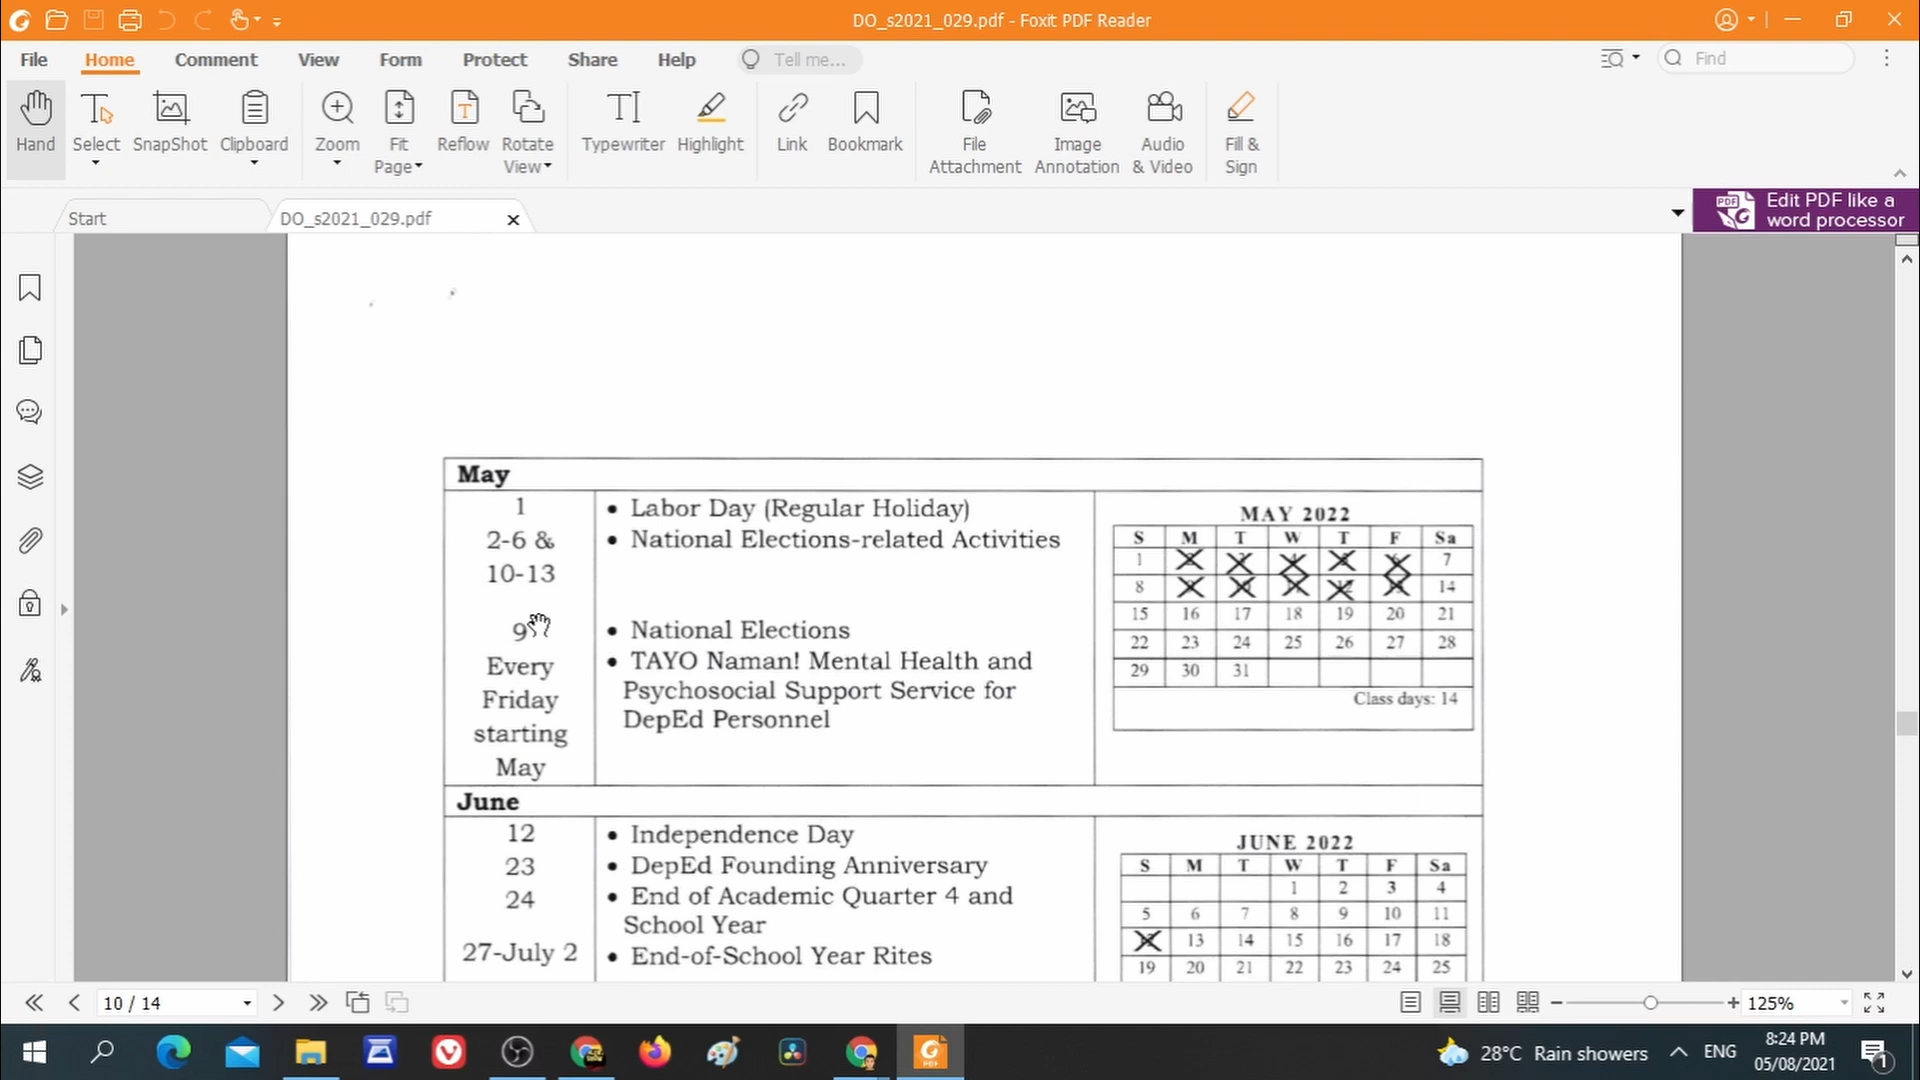 DO_s2021_029.pdf - Foxit PDF Reader
File Home Comment View Form Protect Share Help Tell me... Find
Hand Select SnapShot Clipboard Zoom Fit Page Reflow Rotate View Typewriter Highlight Link Bookmark File Attachment Image Annotation Audio & Video Fill & Sign
Start DO_s2021_029.pdf
Edit PDF like a
word processor
May
1 • Labor Day (Regular Holiday)
2-6 & • National Elections-related Activities
10-13
9 • National Elections
Every • TAYO Naman! Mental Health and
Friday Psychosocial Support Service for
starting DepEd Personnel
May
MAY 2022
S M T W T F Sa
1 7
8 14
15 16 17 18 19 20 21
22 23 24 25 26 27 28
29 30 31
Class days: 14
June
12 • Independence Day
23 • DepEd Founding Anniversary
24 • End of Academic Quarter 4 and
School Year
27-July 2 • End-of-School Year Rites
JUNE 2022
S M T W T F Sa
1 2 3 4
5 6 7 8 9 10 11
13 14 15 16 17 18
19 20 21 22 23 24 25
10 / 14
125%
28°C Rain showers
ENG
8:24 PM
05/08/2021
1